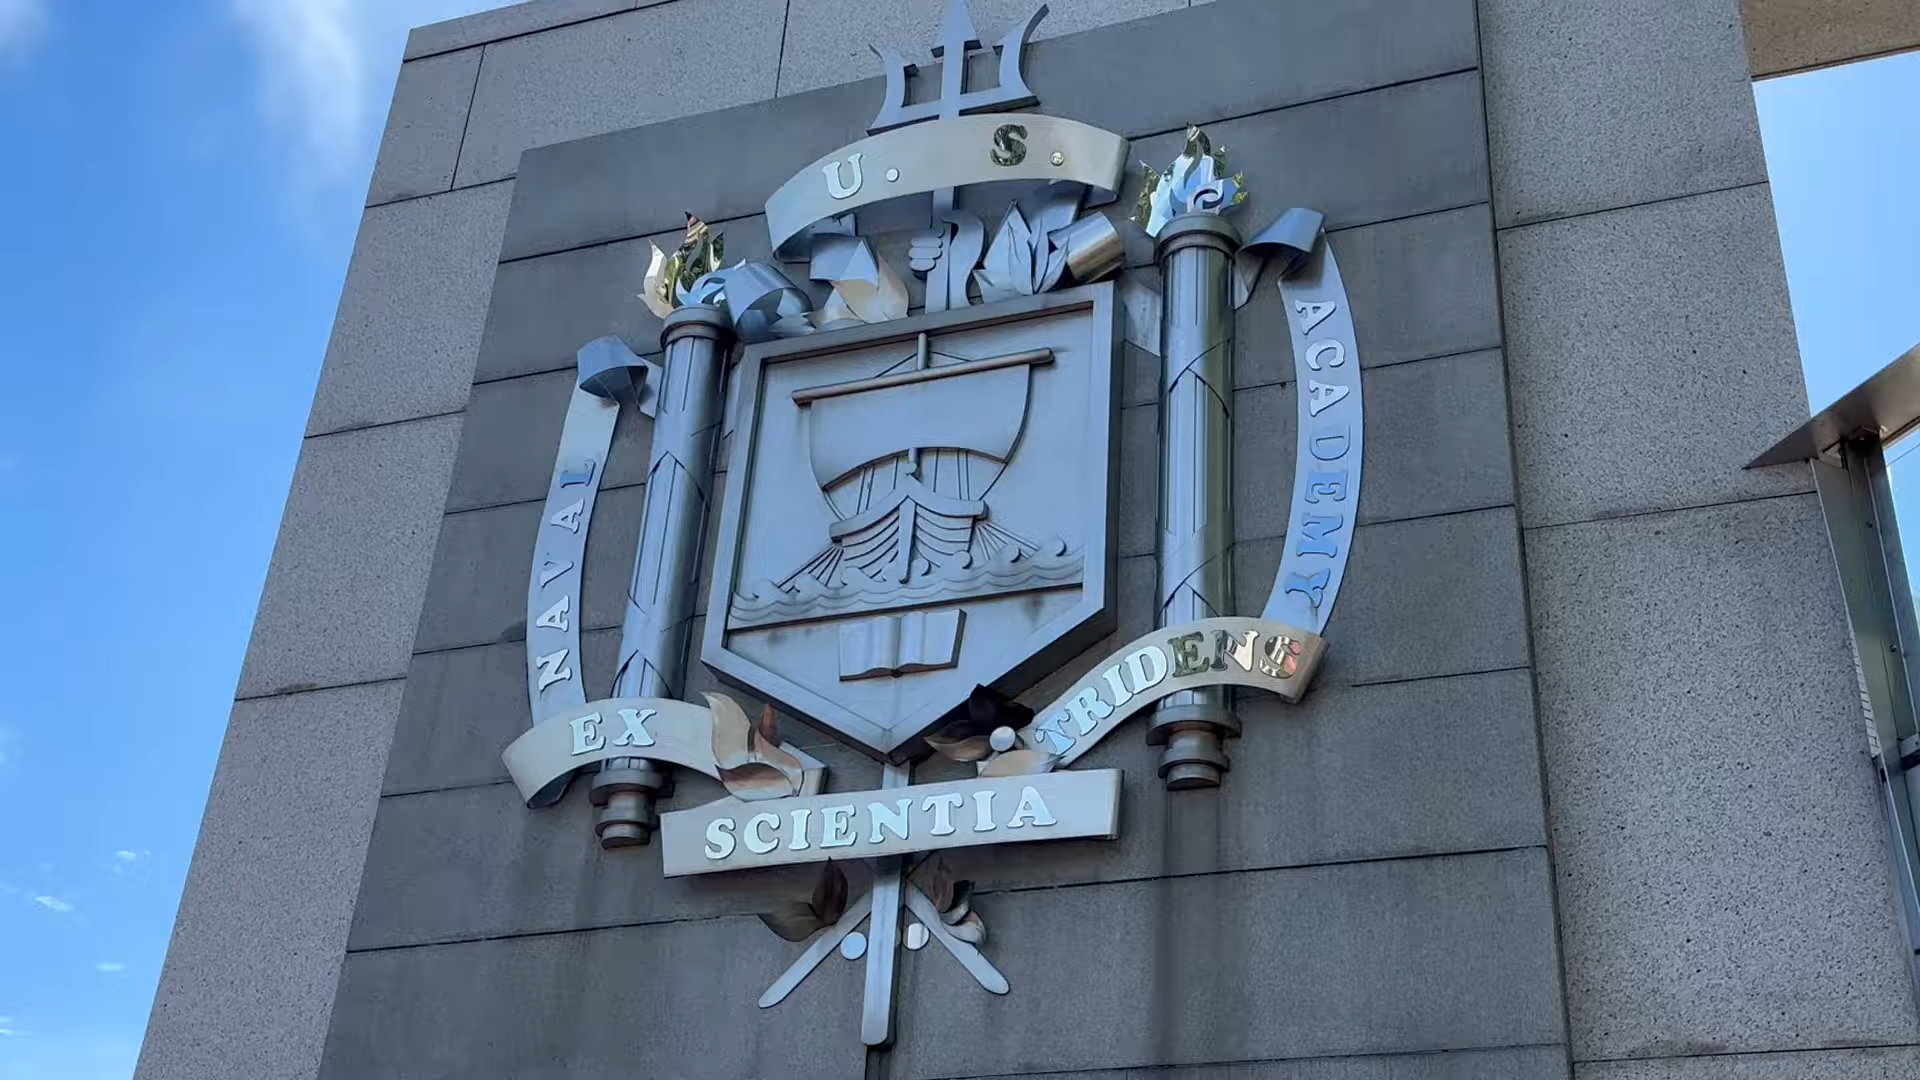 U. S.
NAVAL
ACADEMY
EX
SCIENTIA
TRIDENS